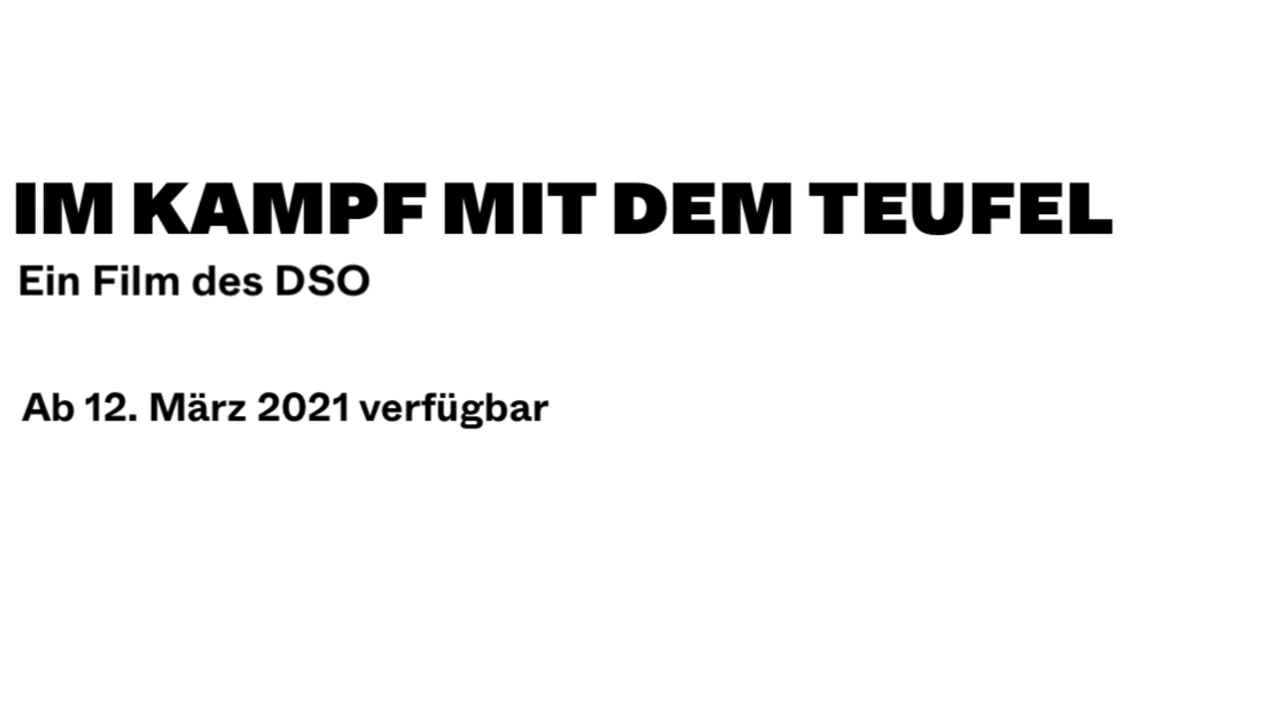 IM KAMPF MIT DEM TEUFEL
Ein Film des DSO
Ab 12. März 2021 verfügbar